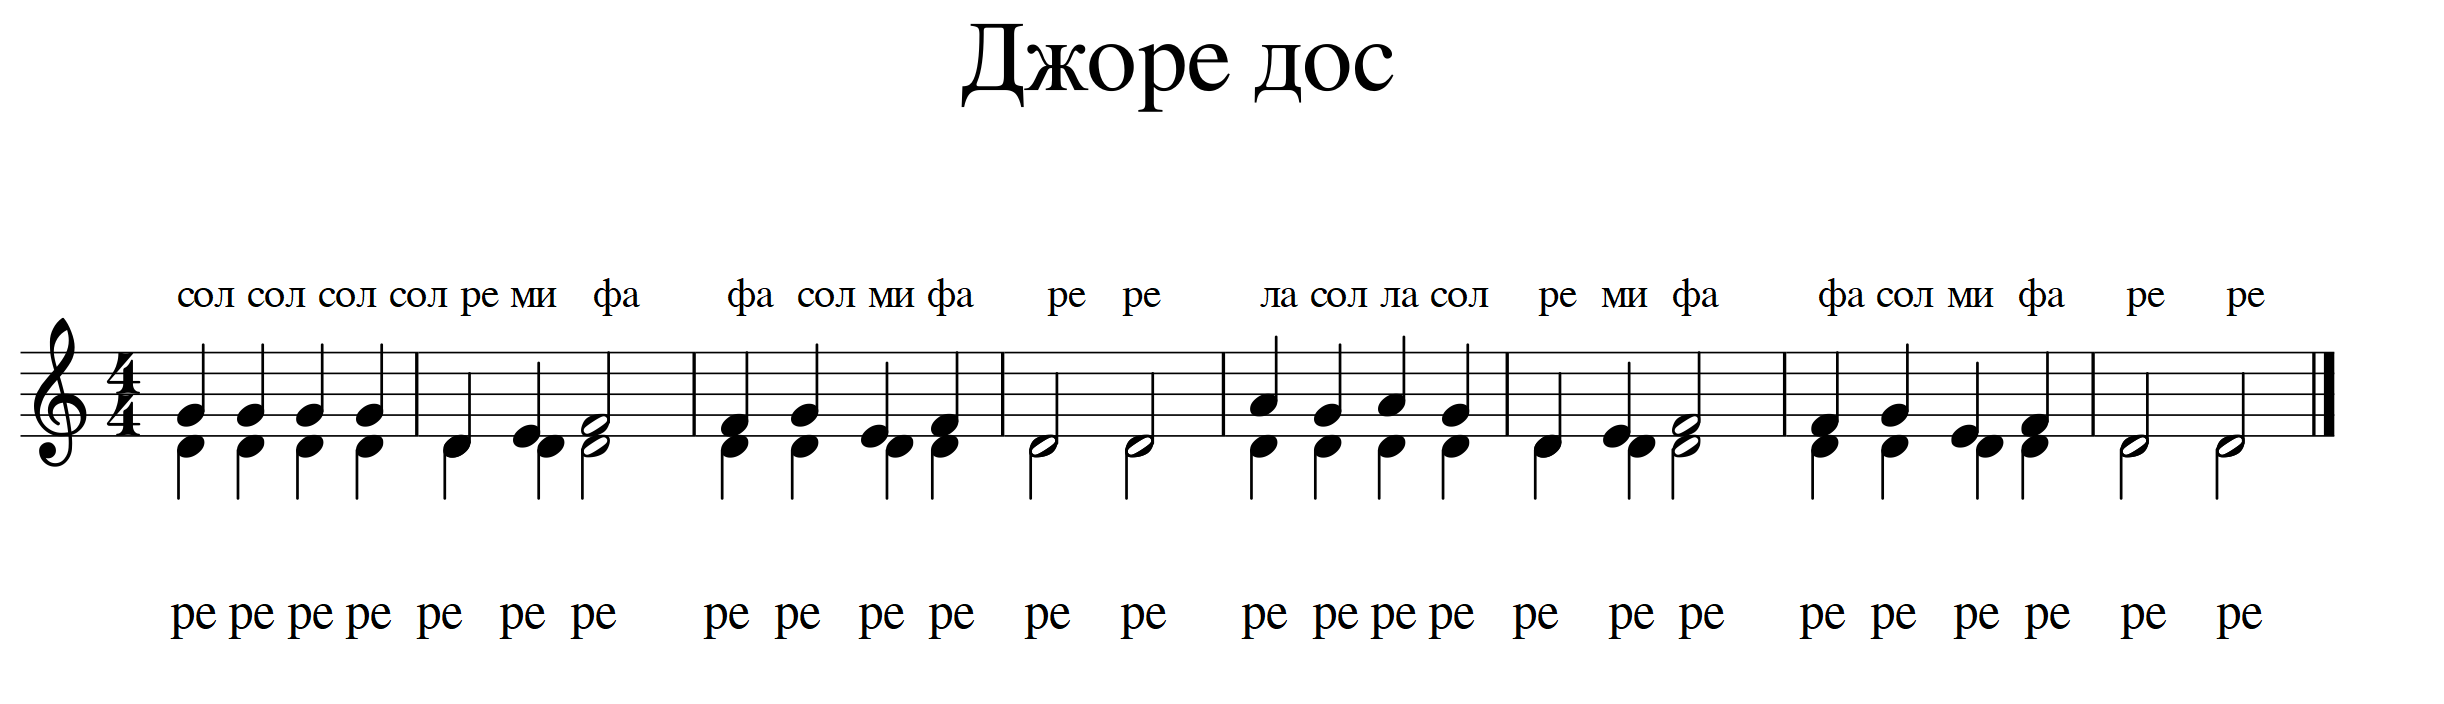 Джоре дос
сол сол сол сол ре ми фа фа сол ми фа ре ре ла сол ла сол ре ми фа фа сол ми фа ре ре
4
4
ре ре ре ре ре ре ре ре ре ре ре ре ре ре ре ре ре ре ре ре ре ре ре ре ре ре